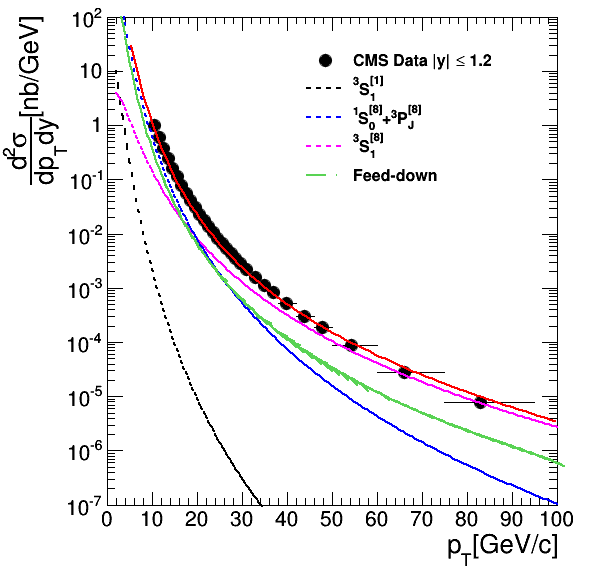 d²σ/dp_Tdy [nb/GeV]
10²
10
1
10⁻¹
10⁻²
10⁻³
10⁻⁴
10⁻⁵
10⁻⁶
10⁻⁷
CMS Data |y| ≤ 1.2
³S₁^[1]
¹S₀^[8]+³P_J^[8]
³S₁^[8]
Feed-down
0 10 20 30 40 50 60 70 80 90 100
p_T[GeV/c]